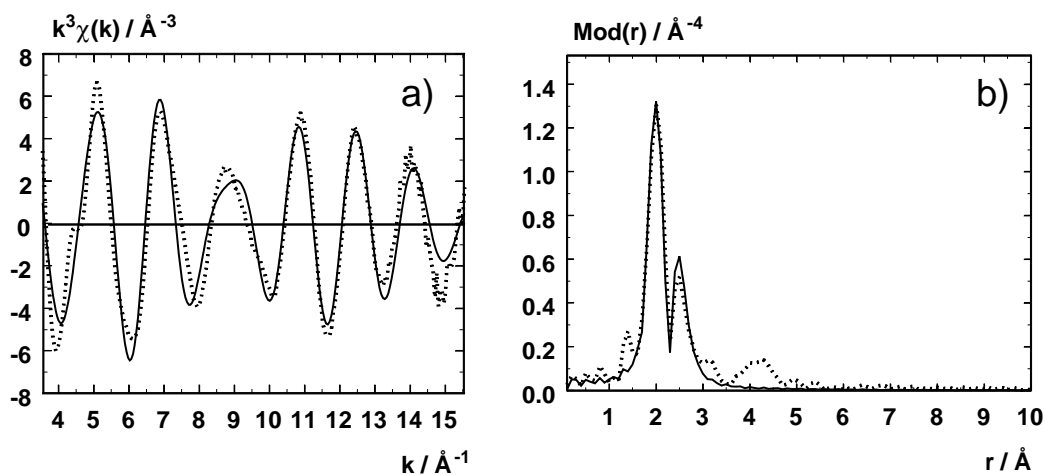 k³χ(k) / Å⁻³
8
6
4
2
0
-2
-4
-6
-8
a)
4 5 6 7 8 9 10 11 12 13 14 15
k / Å⁻¹
Mod(r) / Å⁻⁴
1.4
1.2
1.0
0.8
0.6
0.4
0.2
0.0
b)
1 2 3 4 5 6 7 8 9 10
r / Å